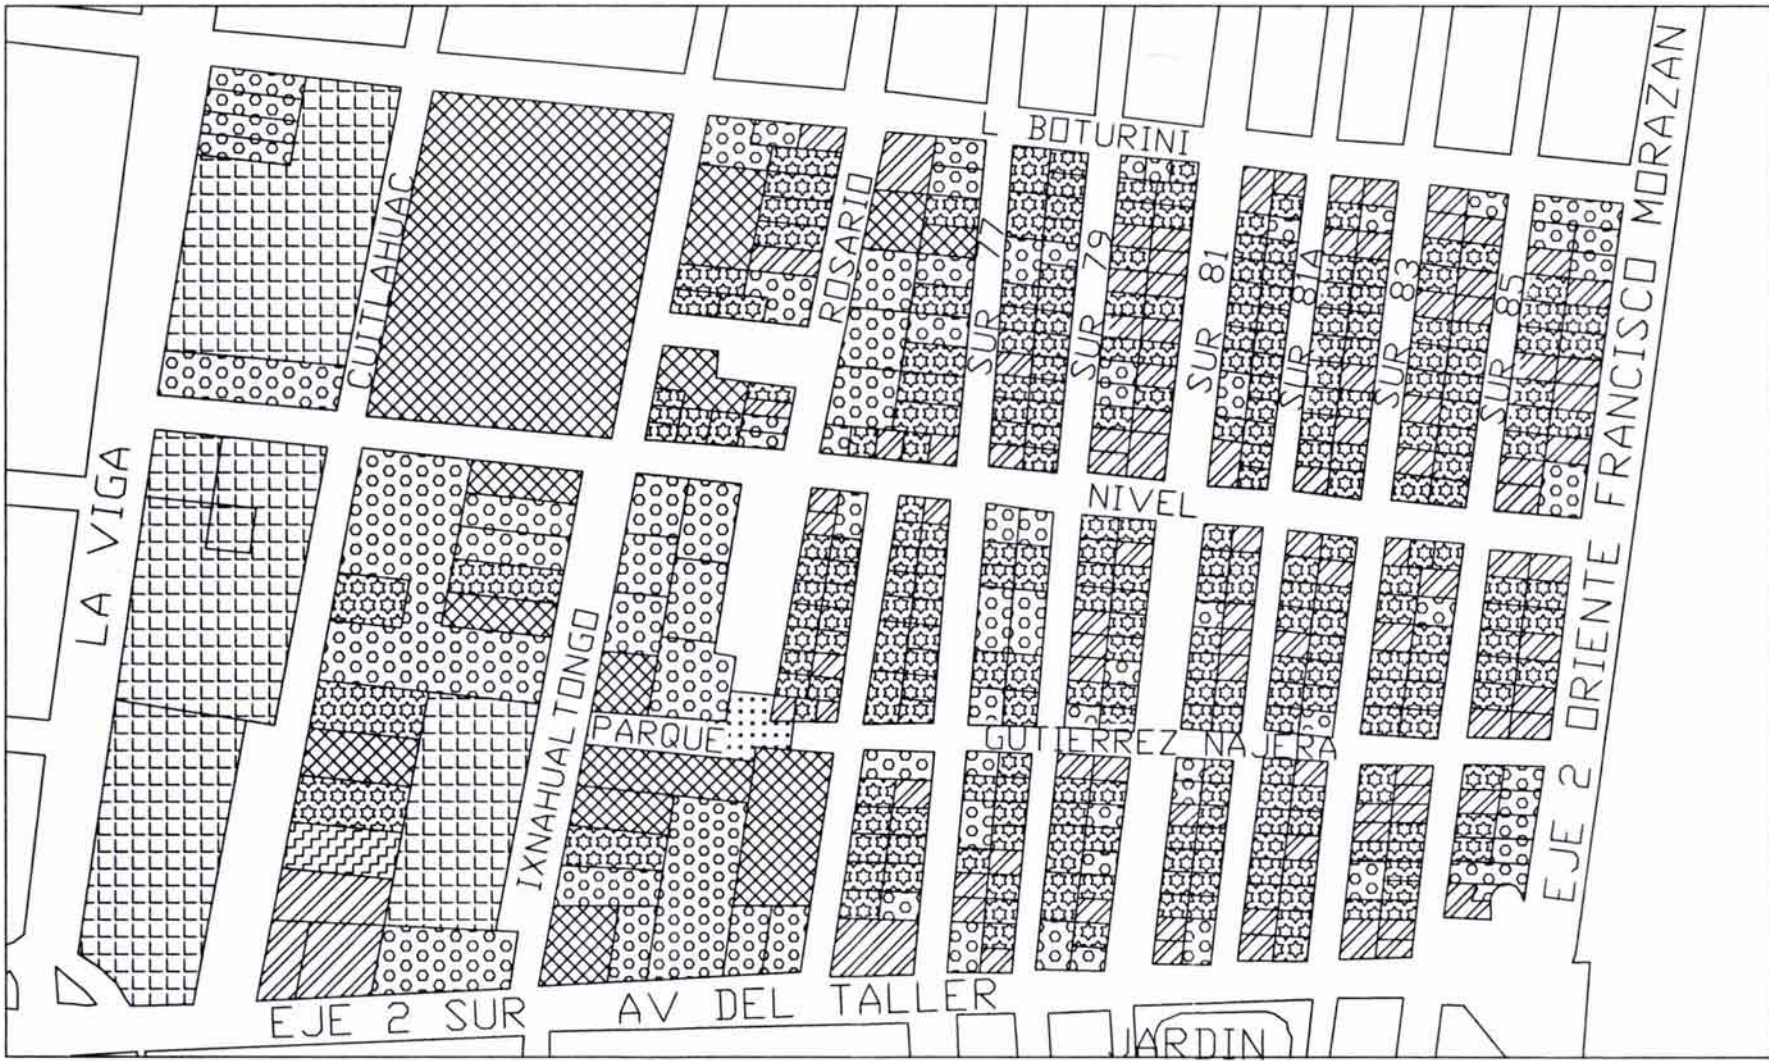 L BOTURINI
FRANCISCO MORAZAN
CUITLAHUAC
ROSARIO
SUR 77
SUR 79
SUR 81
SUR 81A
SUR 83
SUR 85
LA VIGA
NIVEL
IXNAHUALTONGO
PARQUE
GUTIERREZ NAJERA
EJE 2 ORIENTE
EJE 2 SUR
AV DEL TALLER
JARDIN